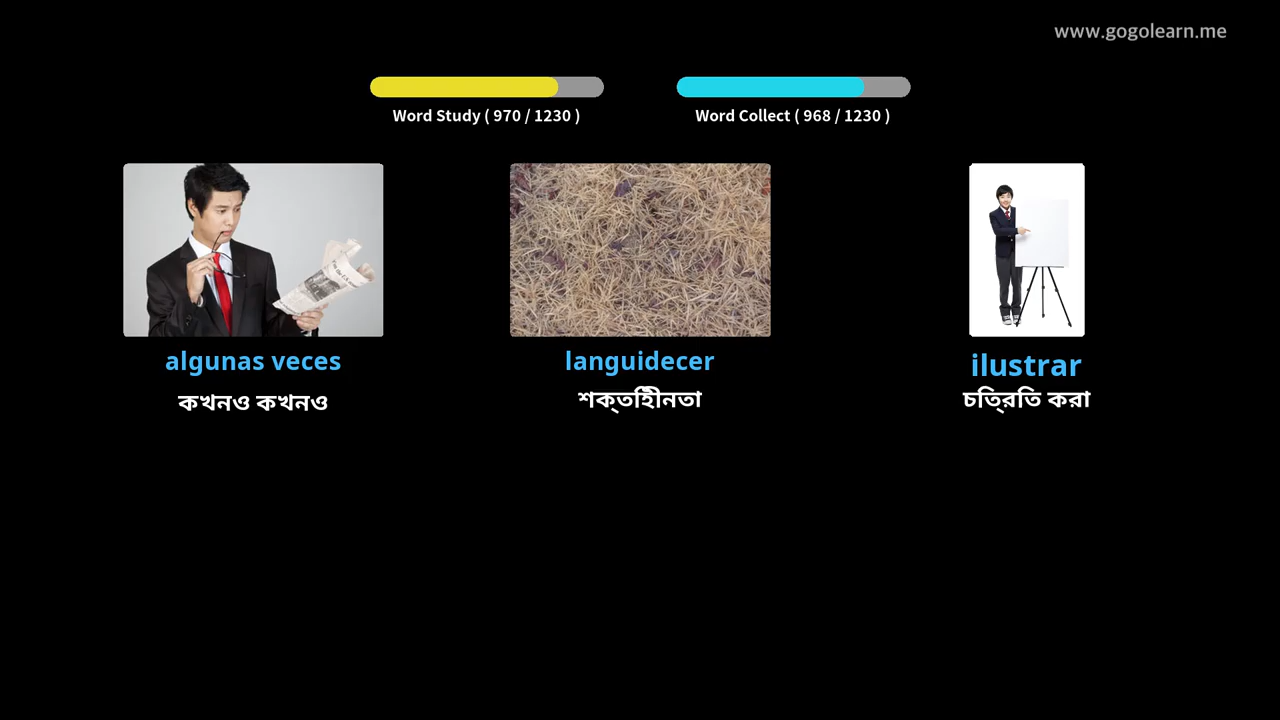 www.gogolearn.me
Word Study ( 970 / 1230 )
Word Collect ( 968 / 1230 )
algunas veces
languidecer
ilustrar
কখনও কখনও
শক্তিহীনতা
চিত্রিত করা